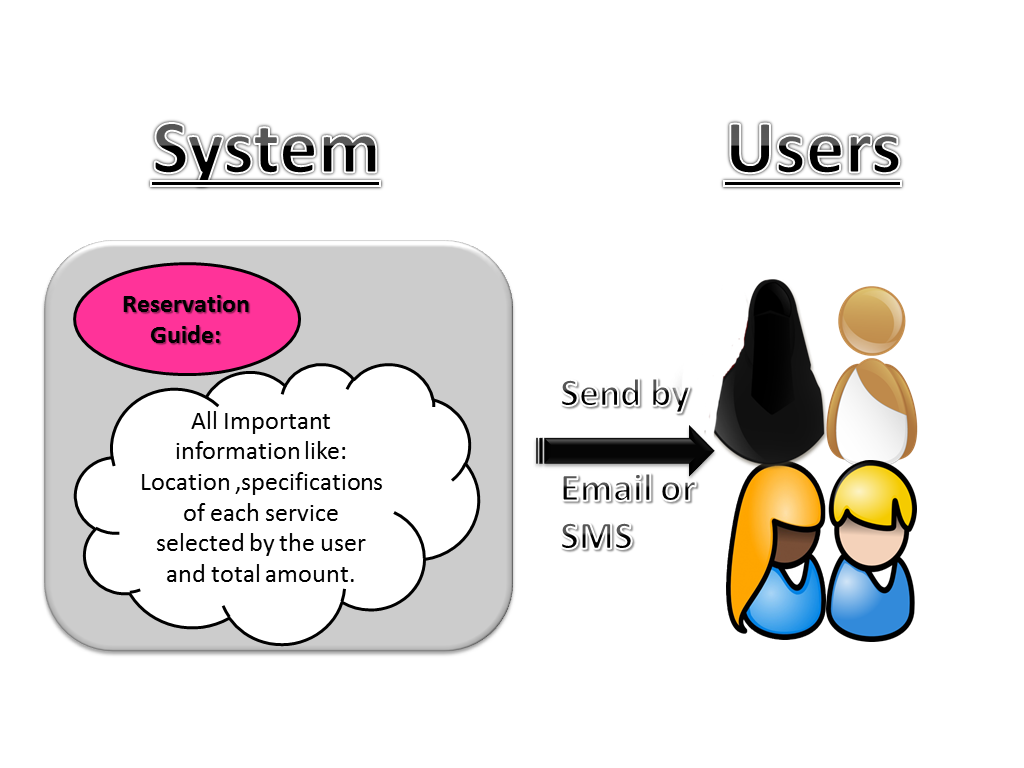 System
Users
Reservation
Guide:
All Important
information like:
Location ,specifications
of each service
selected by the user
and total amount.
Send by
Email or
SMS